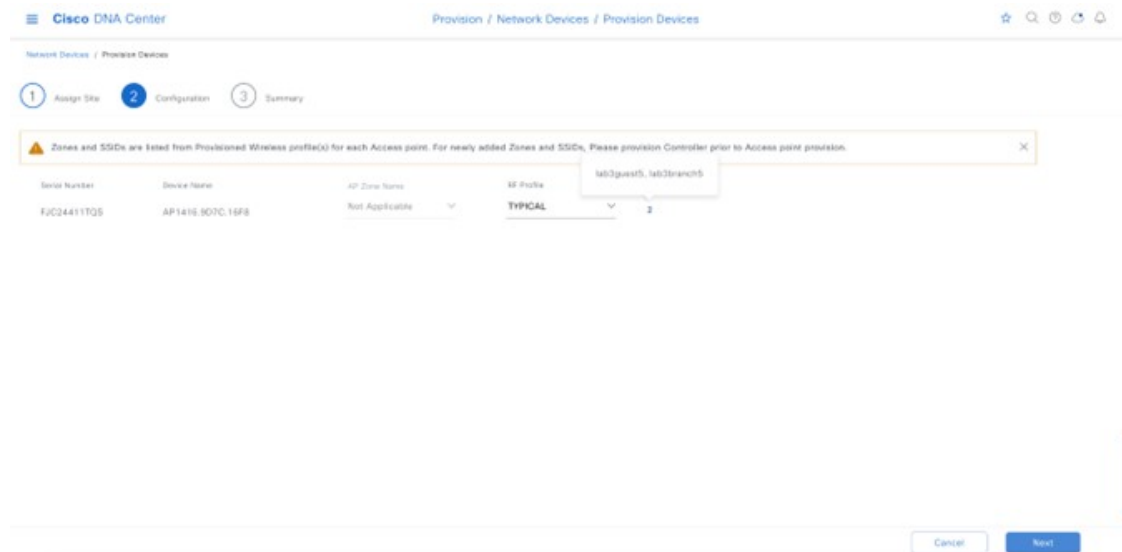 Cisco DNA Center
Provision / Network Devices / Provision Devices
Network Devices / Provision Devices
1 Assign Site 2 Configuration 3 Summary
Zones and SSIDs are listed from Provisioned Wireless profile(s) for each Access point. For newly added Zones and SSIDs, Please provision Controller prior to Access point provision.
lab3guest5, lab3branch5
Serial Number Device Name AP Zone Name RF Profile
FJC24411TQS AP1416.9D7C.16F8 Not Applicable TYPICAL 2
Cancel Next